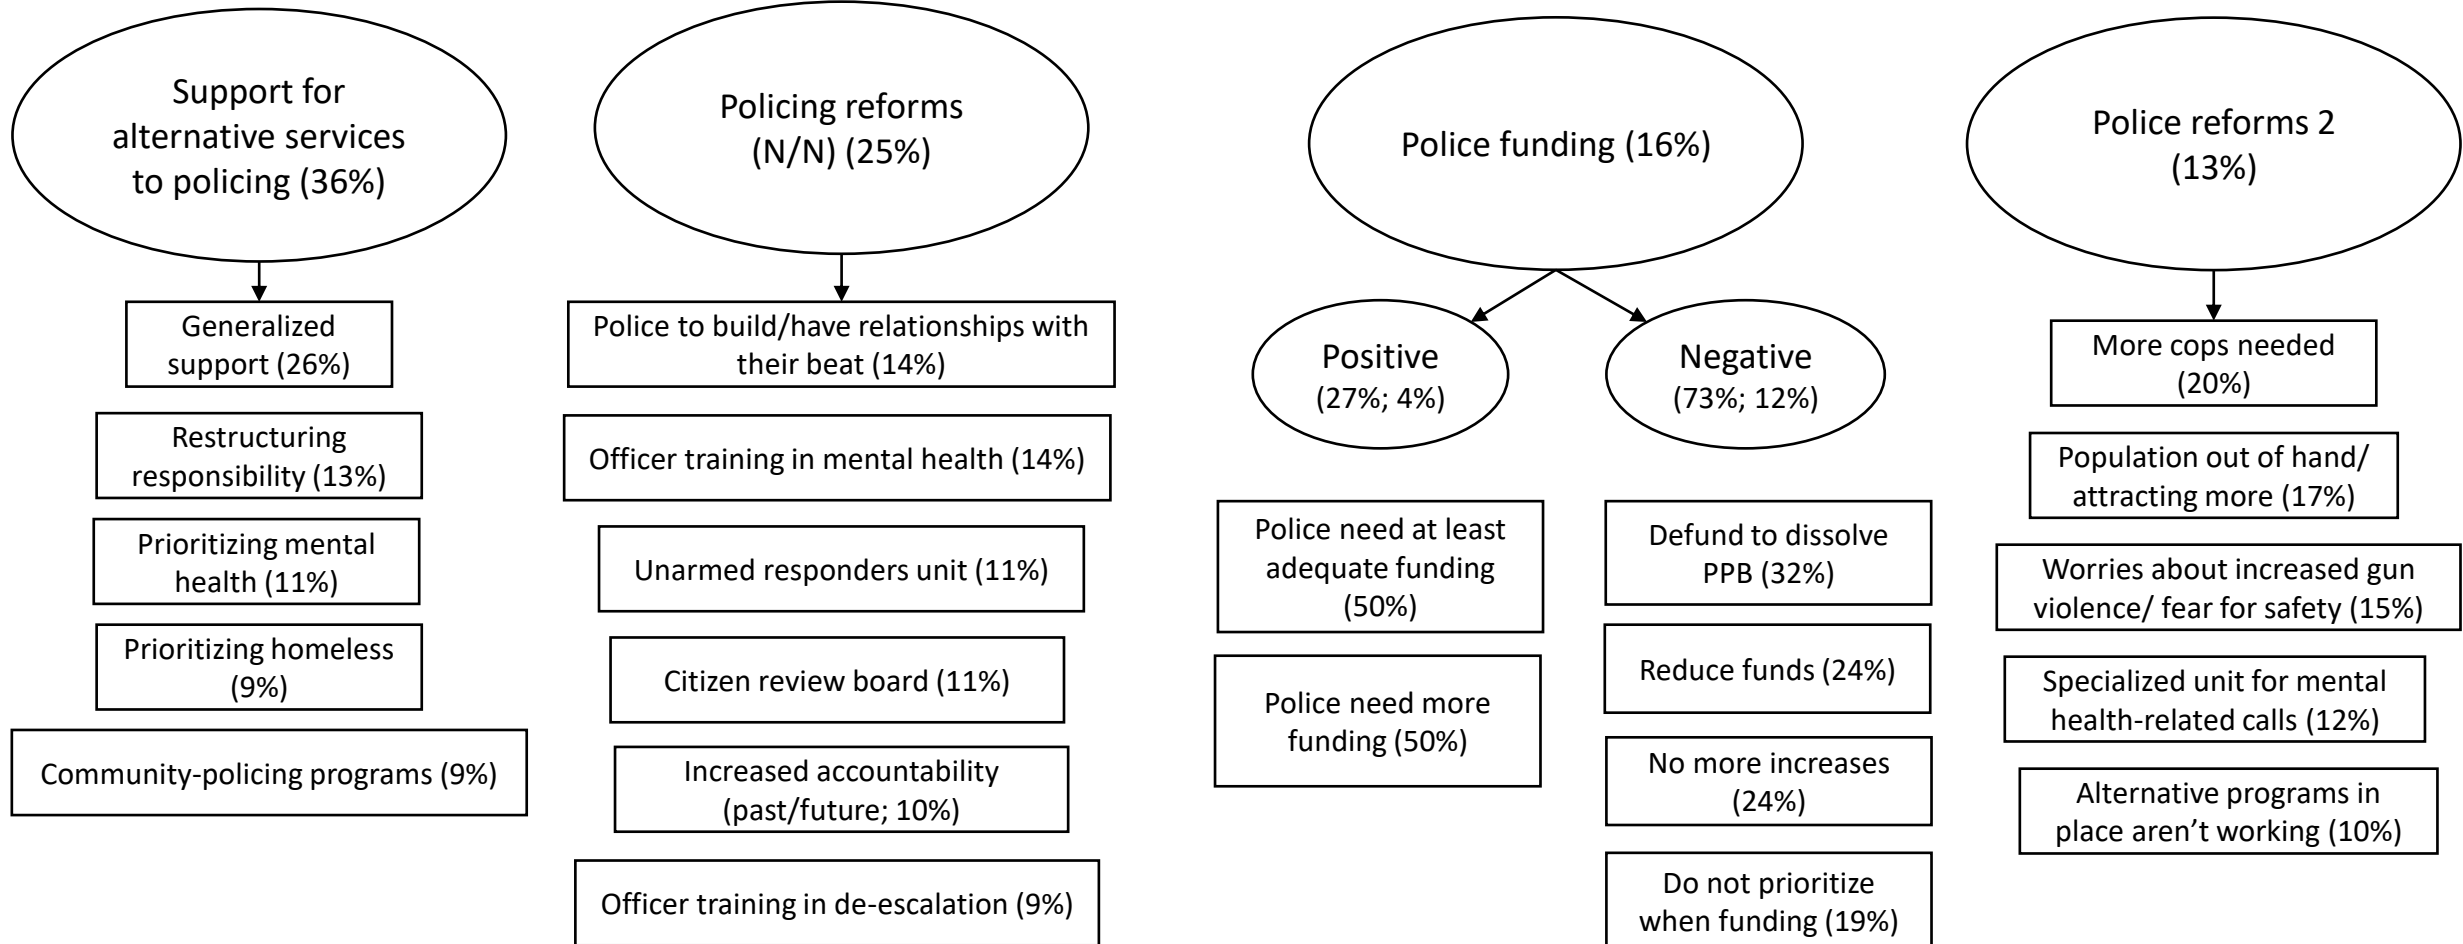 Support for
alternative services
to policing (36%)
Generalized
support (26%)
Restructuring
responsibility (13%)
Prioritizing mental
health (11%)
Prioritizing homeless
(9%)
Community-policing programs (9%)
Policing reforms
(N/N) (25%)
Police to build/have relationships with
their beat (14%)
Officer training in mental health (14%)
Unarmed responders unit (11%)
Citizen review board (11%)
Increased accountability
(past/future; 10%)
Officer training in de-escalation (9%)
Police funding (16%)
Positive
(27%; 4%)
Police need at least
adequate funding
(50%)
Police need more
funding (50%)
Negative
(73%; 12%)
Defund to dissolve
PPB (32%)
Reduce funds (24%)
No more increases
(24%)
Do not prioritize
when funding (19%)
Police reforms 2
(13%)
More cops needed
(20%)
Population out of hand/
attracting more (17%)
Worries about increased gun
violence/ fear for safety (15%)
Specialized unit for mental
health-related calls (12%)
Alternative programs in
place aren’t working (10%)